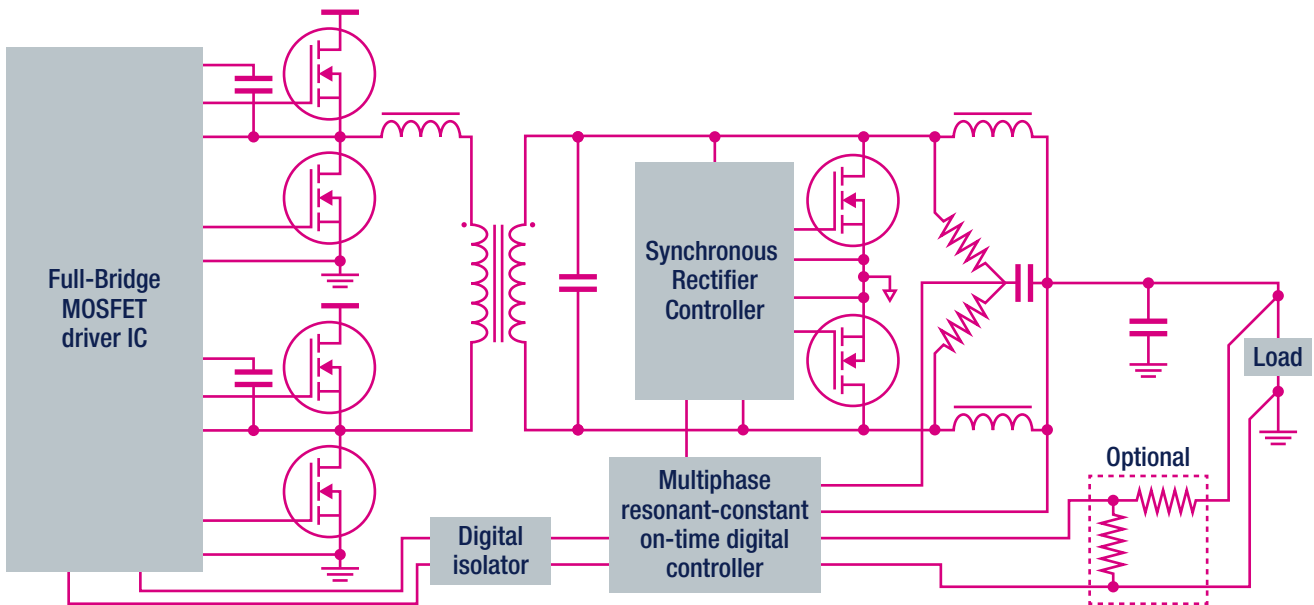 Full-Bridge
MOSFET
driver IC
Synchronous
Rectifier
Controller
Load
Optional
Multiphase
resonant-constant
on-time digital
controller
Digital
isolator